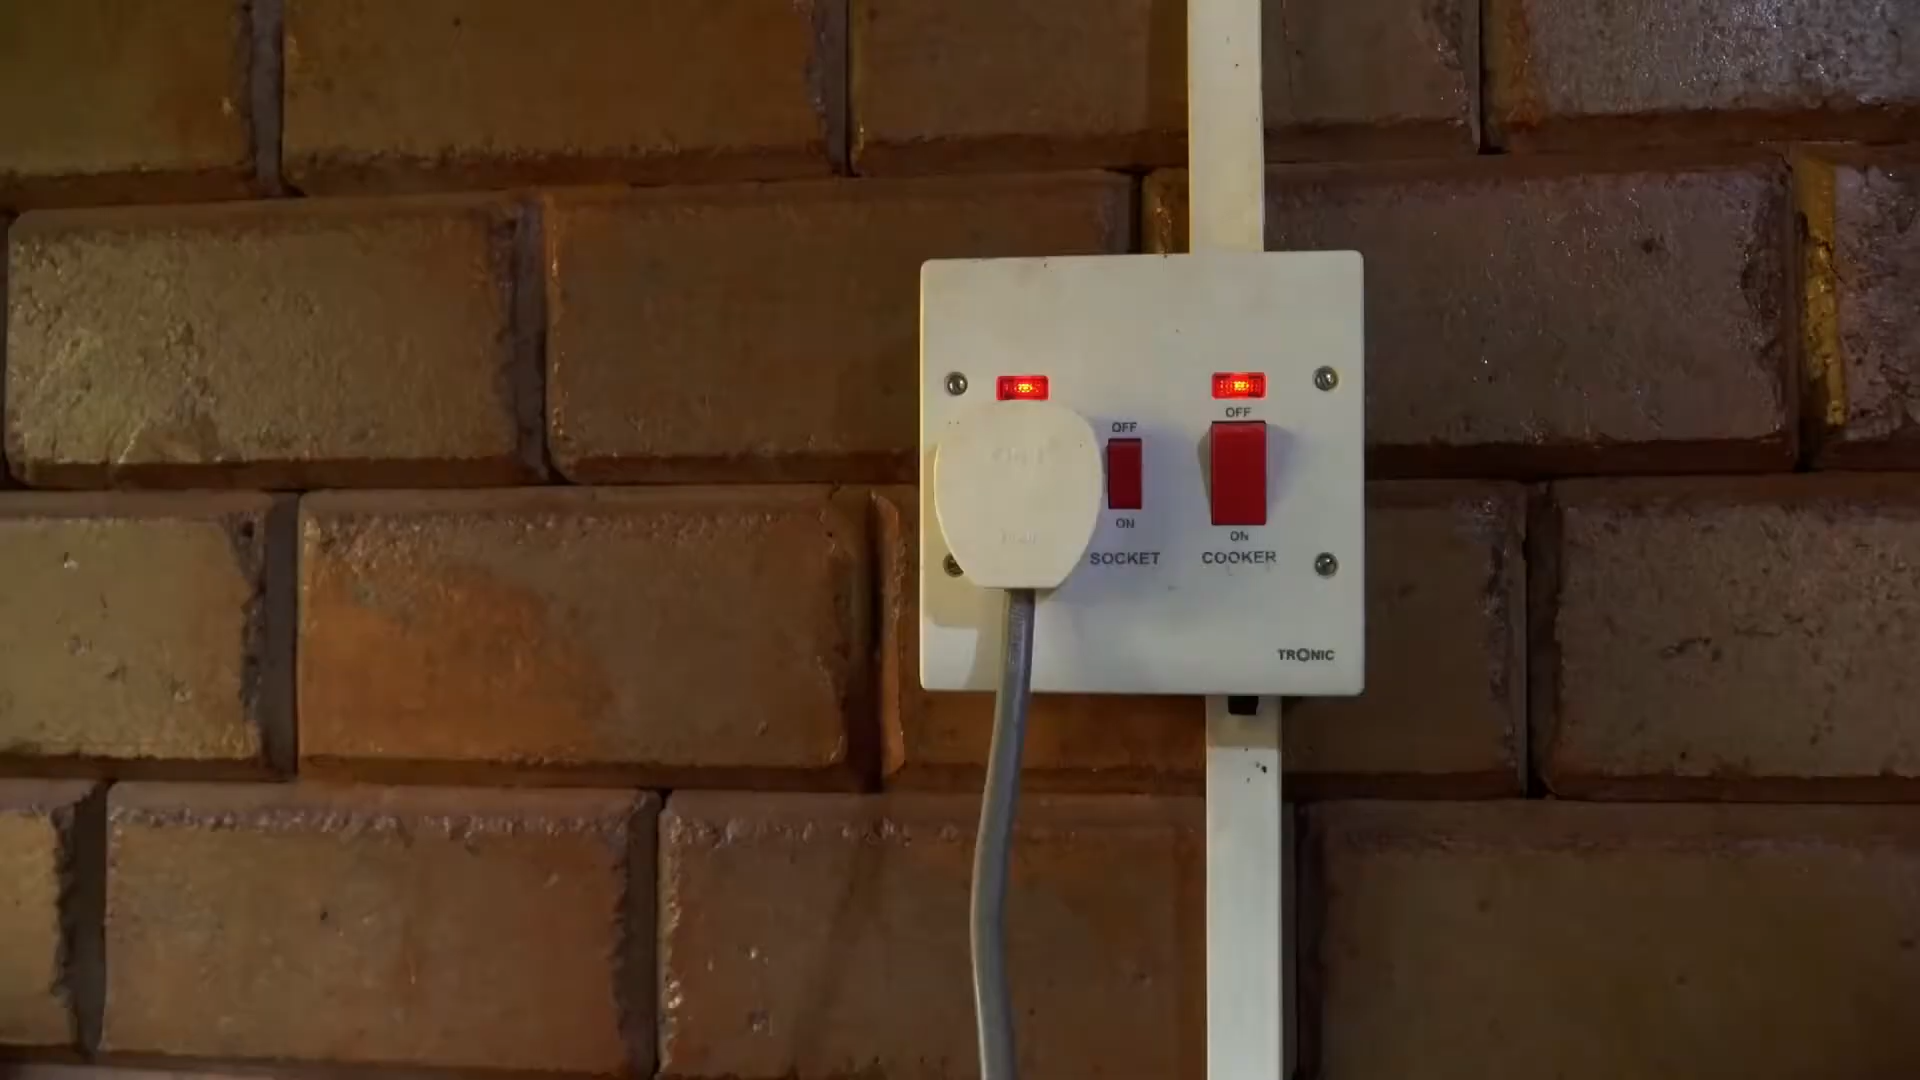 OFF
OFF
ON
ON
SOCKET
COOKER
TRONIC